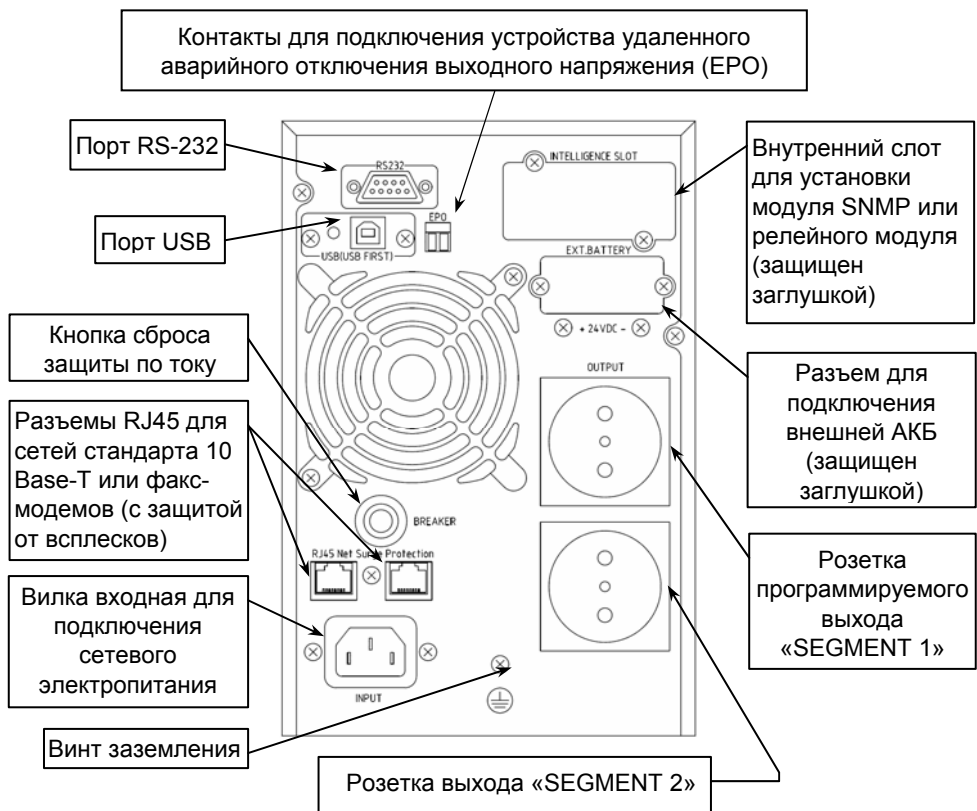 Контакты для подключения устройства удаленного
аварийного отключения выходного напряжения (EPO)
Порт RS-232
Порт USB
Кнопка сброса
защиты по току
Разъемы RJ45 для
сетей стандарта 10
Base-T или факс-
модемов (с защитой
от всплесков)
Вилка входная для
подключения
сетевого
электропитания
Винт заземления
RS232
EPO
USB(USB FIRST)
INTELLIGENCE SLOT
EXT.BATTERY
+ 24VDC -
OUTPUT
BREAKER
RJ45 Net Surge Protection
INPUT
Внутренний слот
для установки
модуля SNMP или
релейного модуля
(защищен
заглушкой)
Разъем для
подключения
внешней АКБ
(защищен
заглушкой)
Розетка
программируемого
выхода
«SEGMENT 1»
Розетка выхода «SEGMENT 2»